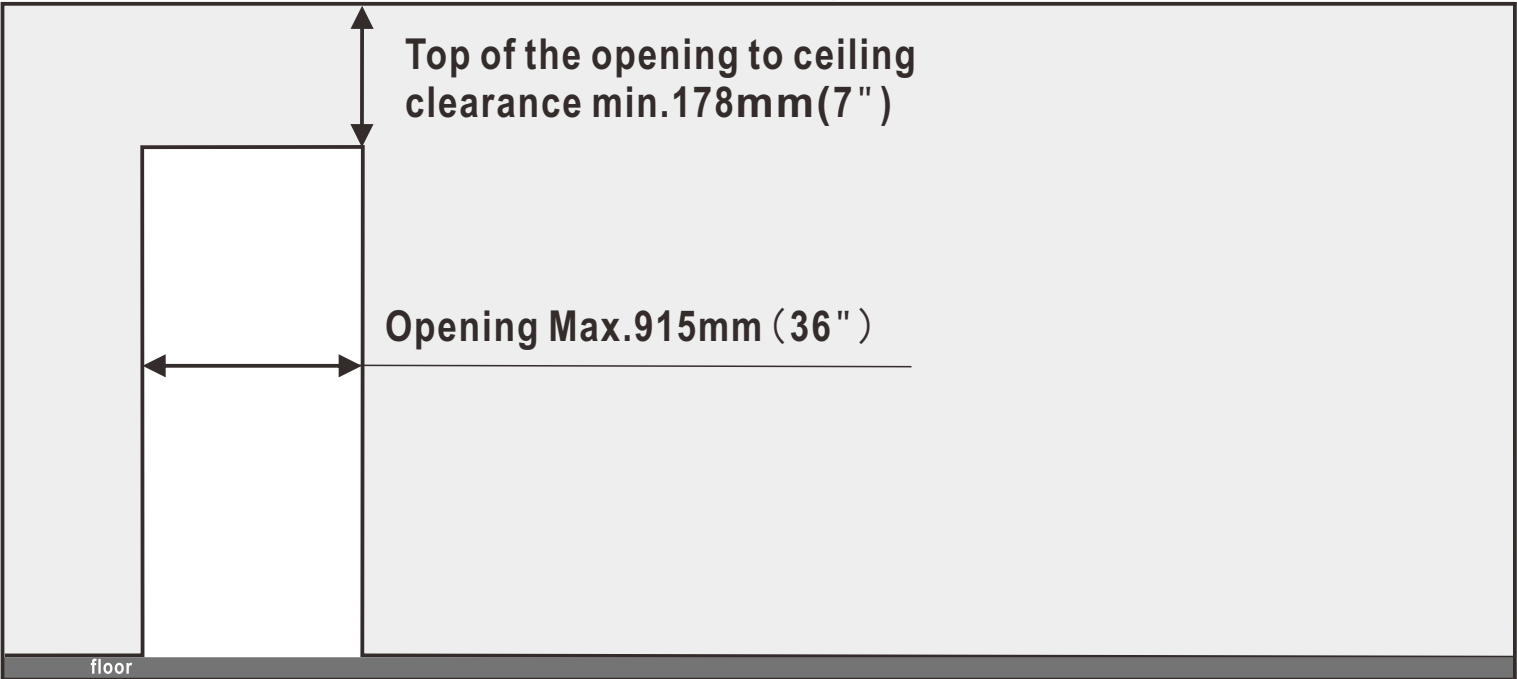 Top of the opening to ceiling
clearance min.178mm(7")
Opening Max.915mm（36"）
floor